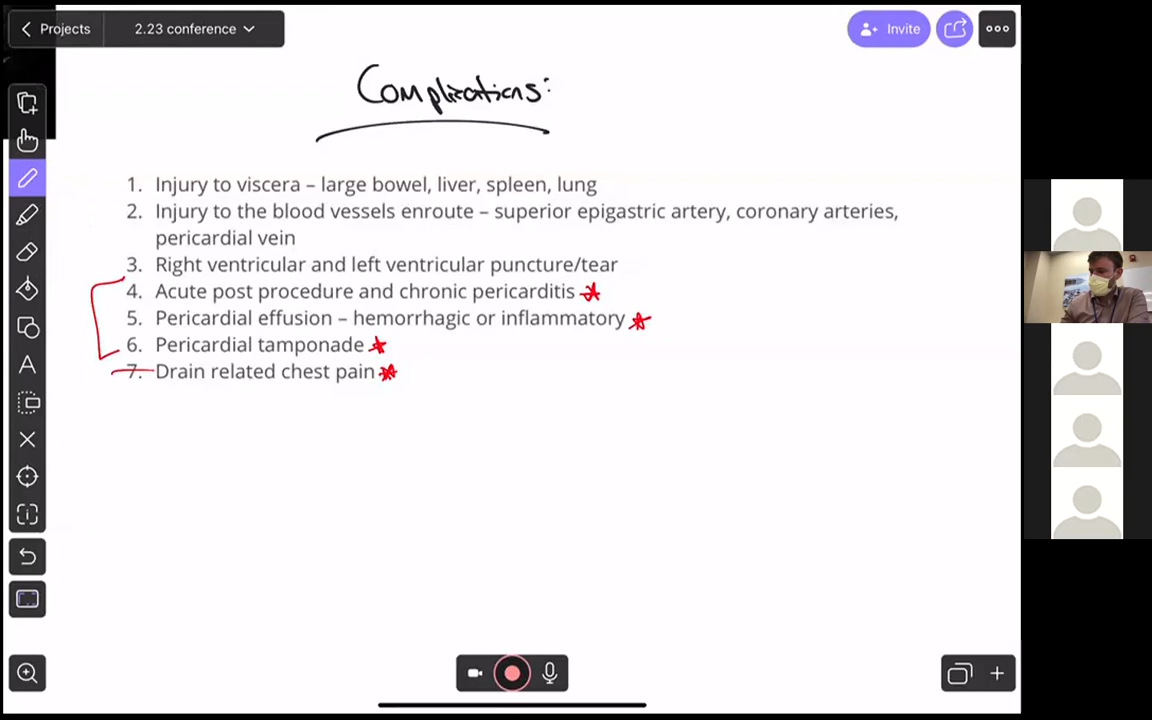 Projects
2.23 conference
Invite
Complications:
1. Injury to viscera – large bowel, liver, spleen, lung
2. Injury to the blood vessels enroute – superior epigastric artery, coronary arteries,
pericardial vein
3. Right ventricular and left ventricular puncture/tear
4. Acute post procedure and chronic pericarditis
5. Pericardial effusion – hemorrhagic or inflammatory
6. Pericardial tamponade
7. Drain related chest pain